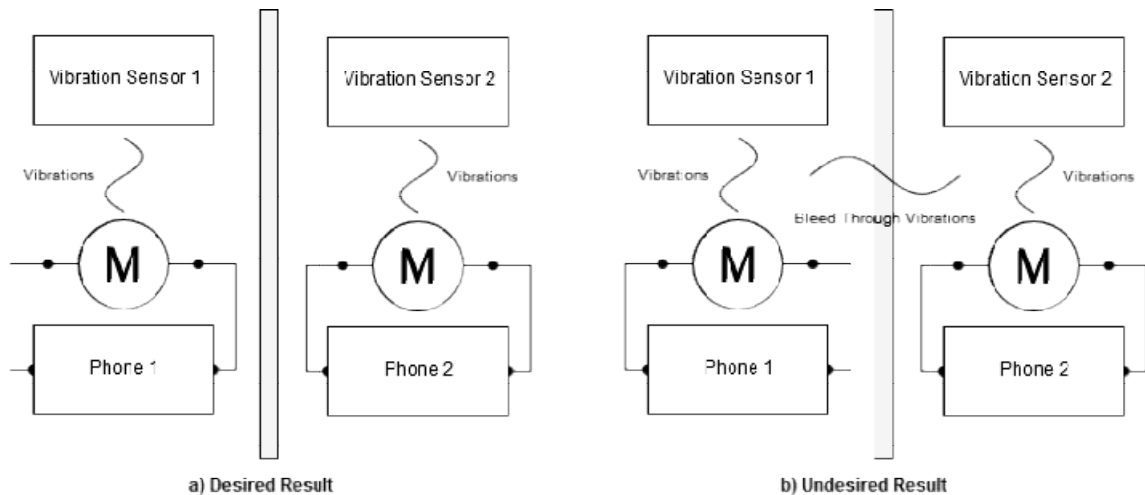 Vibration Sensor 1
Vibration Sensor 2
Vibrations
Vibrations
M
M
Phone 1
Fhone 2
a) Desired Result
Vibration Sensor 1
Vibration Sensor 2
Vibrations
Vibrations
Bleed Through Vibrations
M
M
Phone 1
Phone 2
b) Undesired Result